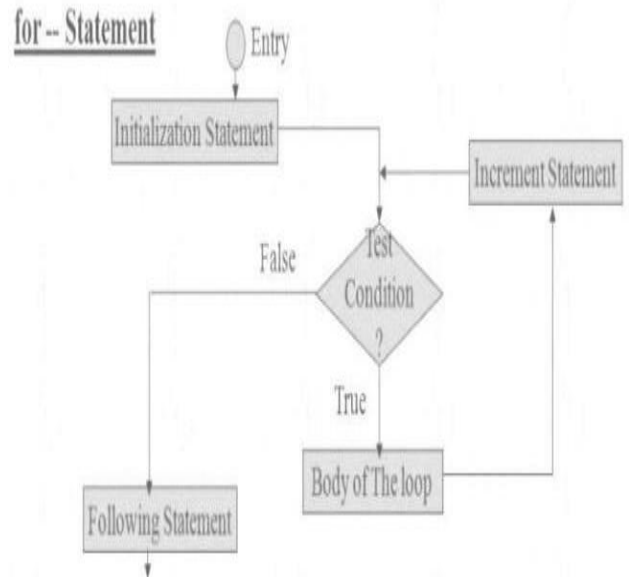 for -- Statement
Entry
Initialization Statement
Increment Statement
Test
Condition
?
False
True
Body of The loop
Following Statement